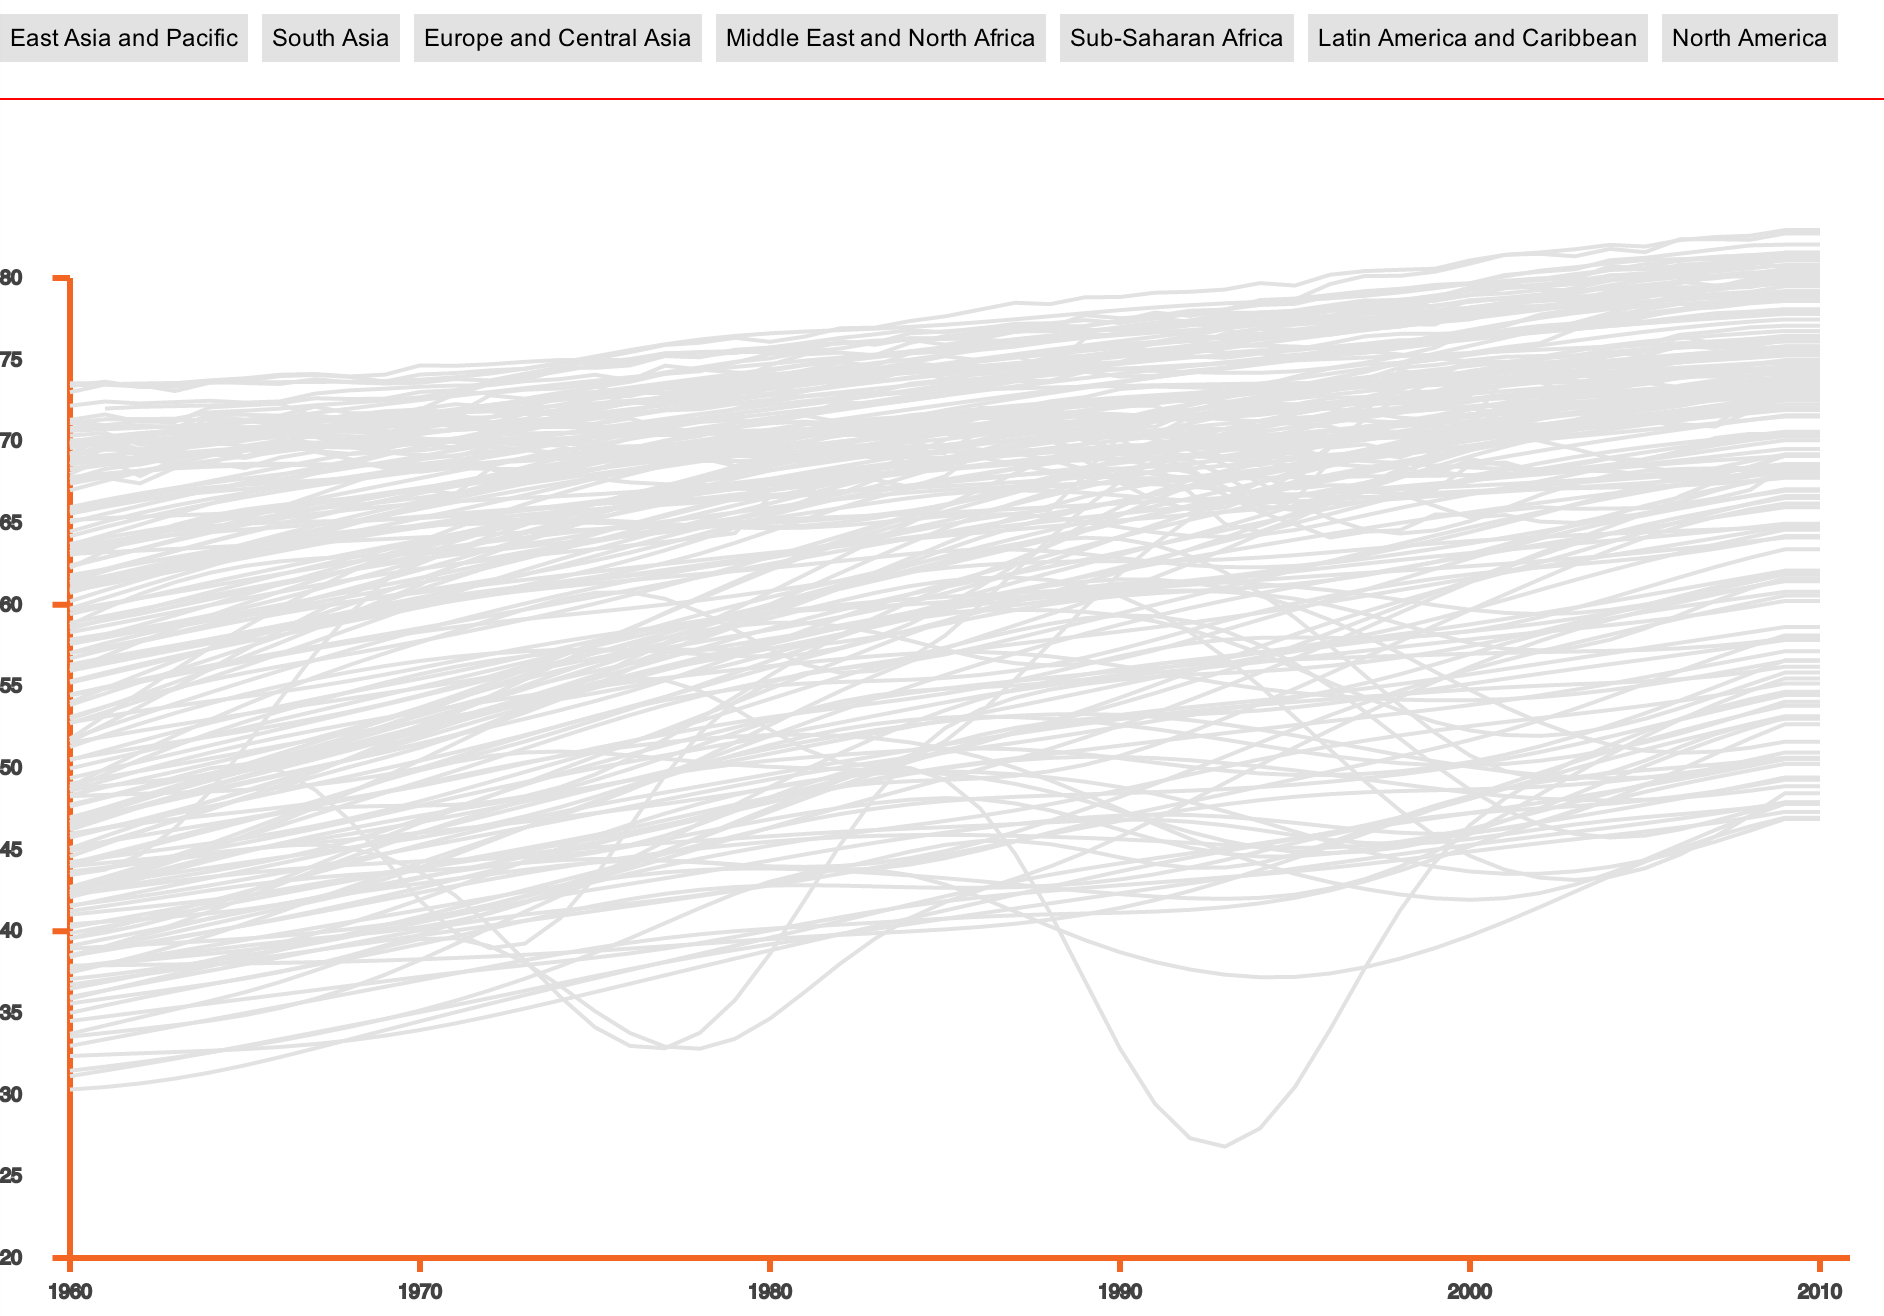 East Asia and Pacific
South Asia
Europe and Central Asia
Middle East and North Africa
Sub-Saharan Africa
Latin America and Caribbean
North America
80
75
70
65
60
55
50
45
40
35
30
25
20
1960 1970 1980 1990 2000 2010